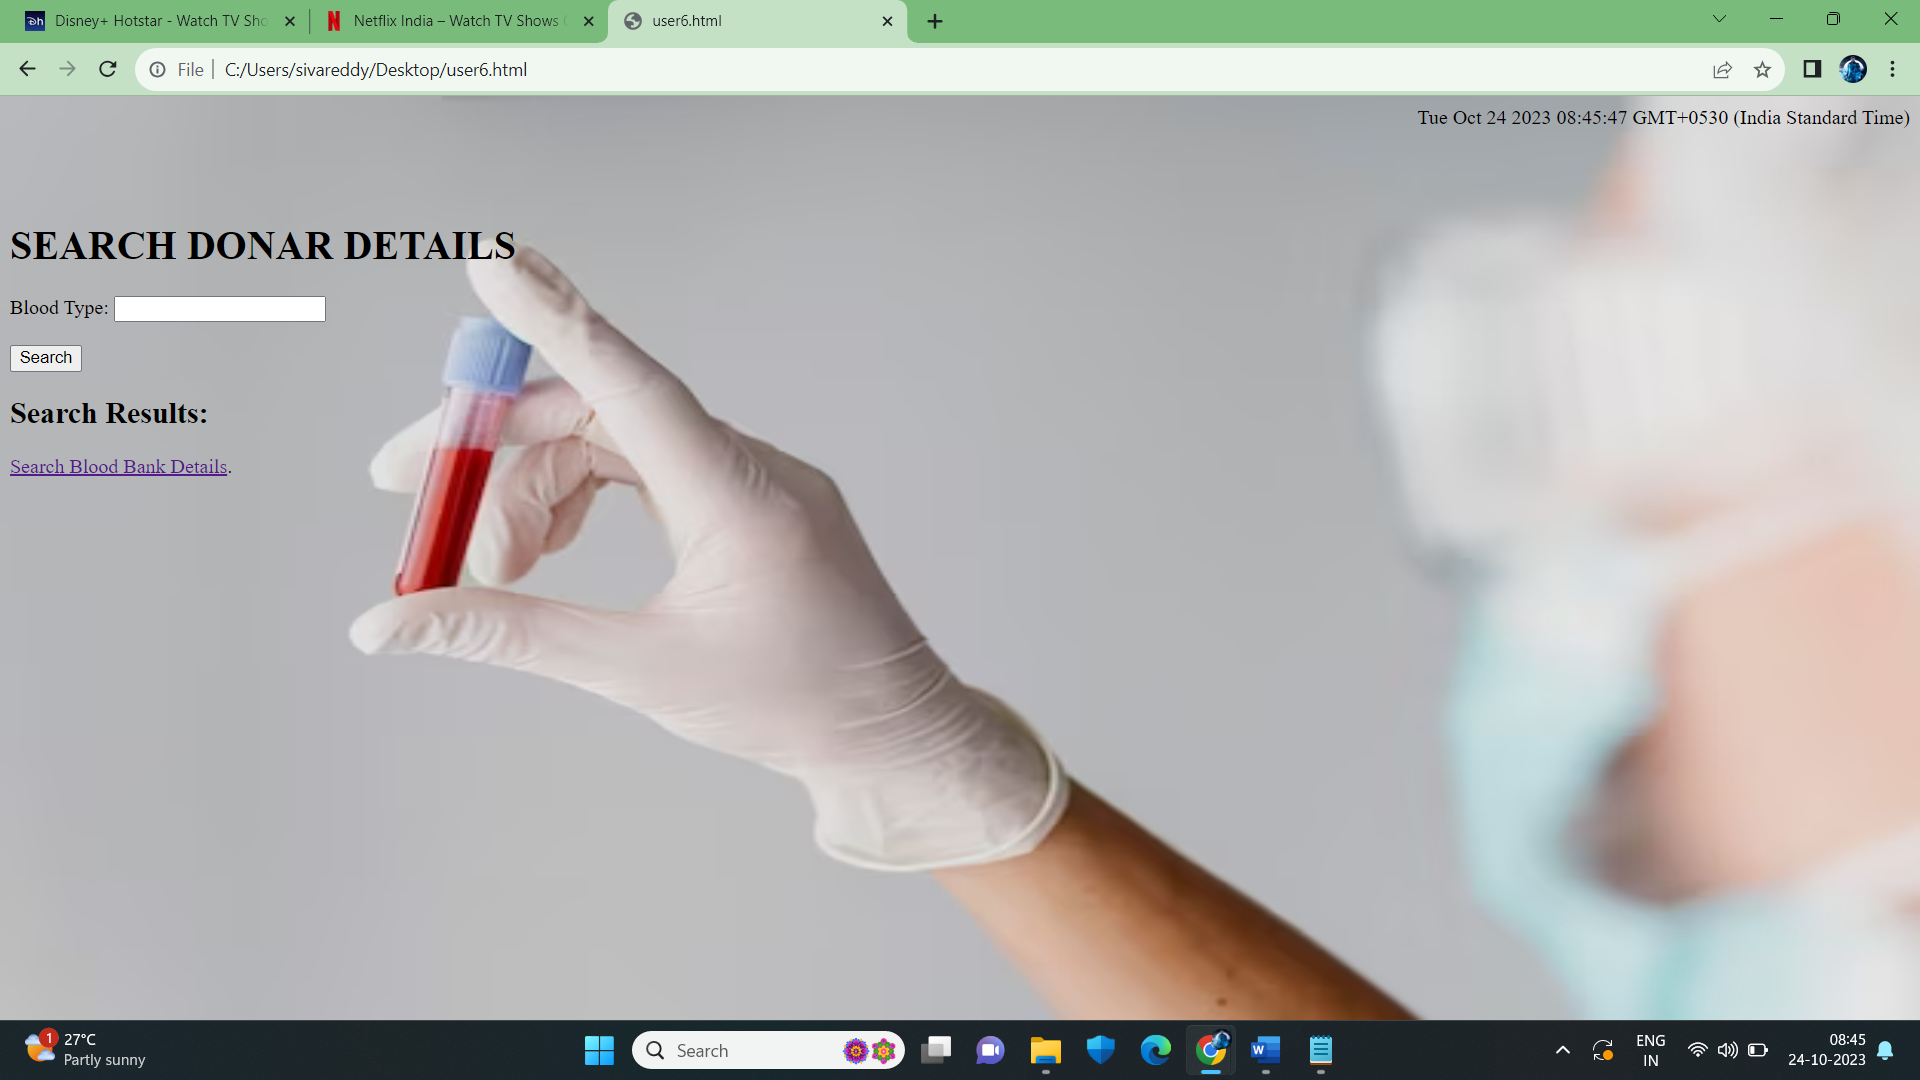 Disney+ Hotstar - Watch TV Sho
Netflix India – Watch TV Shows
user6.html
File
C:/Users/sivareddy/Desktop/user6.html
Tue Oct 24 2023 08:45:47 GMT+0530 (India Standard Time)
SEARCH DONAR DETAILS
Blood Type:
Search
Search Results:
Search Blood Bank Details.
1
27°C
Partly sunny
Search
W
ENG
IN
08:45
24-10-2023